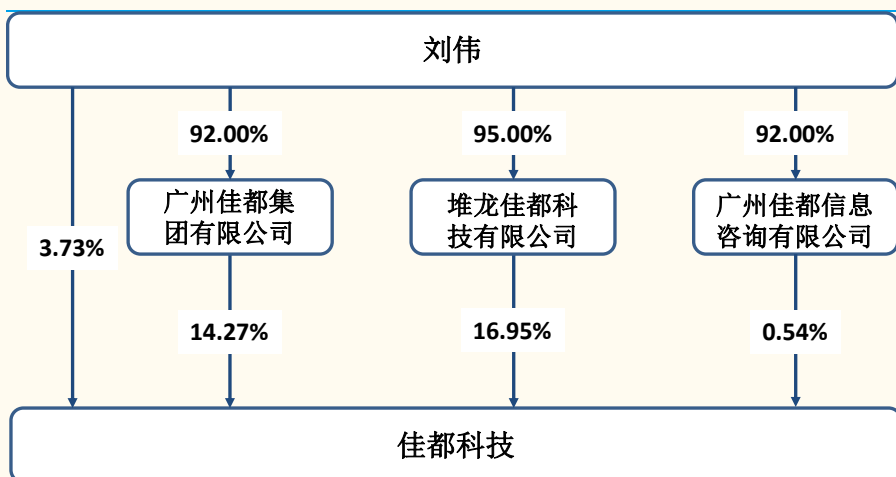 刘伟
92.00%
95.00%
92.00%
广州佳都集
团有限公司
堆龙佳都科
技有限公司
广州佳都信息
咨询有限公司
3.73%
14.27%
16.95%
0.54%
佳都科技